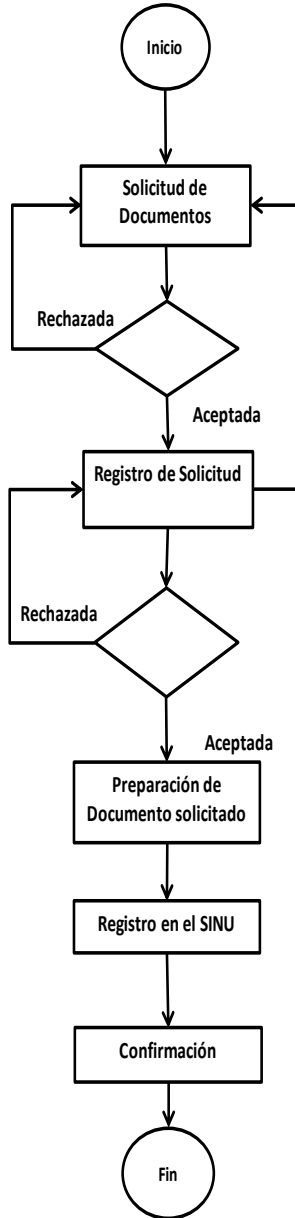 Inicio
Solicitud de
Documentos
Rechazada
Aceptada
Registro de Solicitud
Rechazada
Aceptada
Preparación de
Documento solicitado
Registro en el SINU
Confirmación
Fin